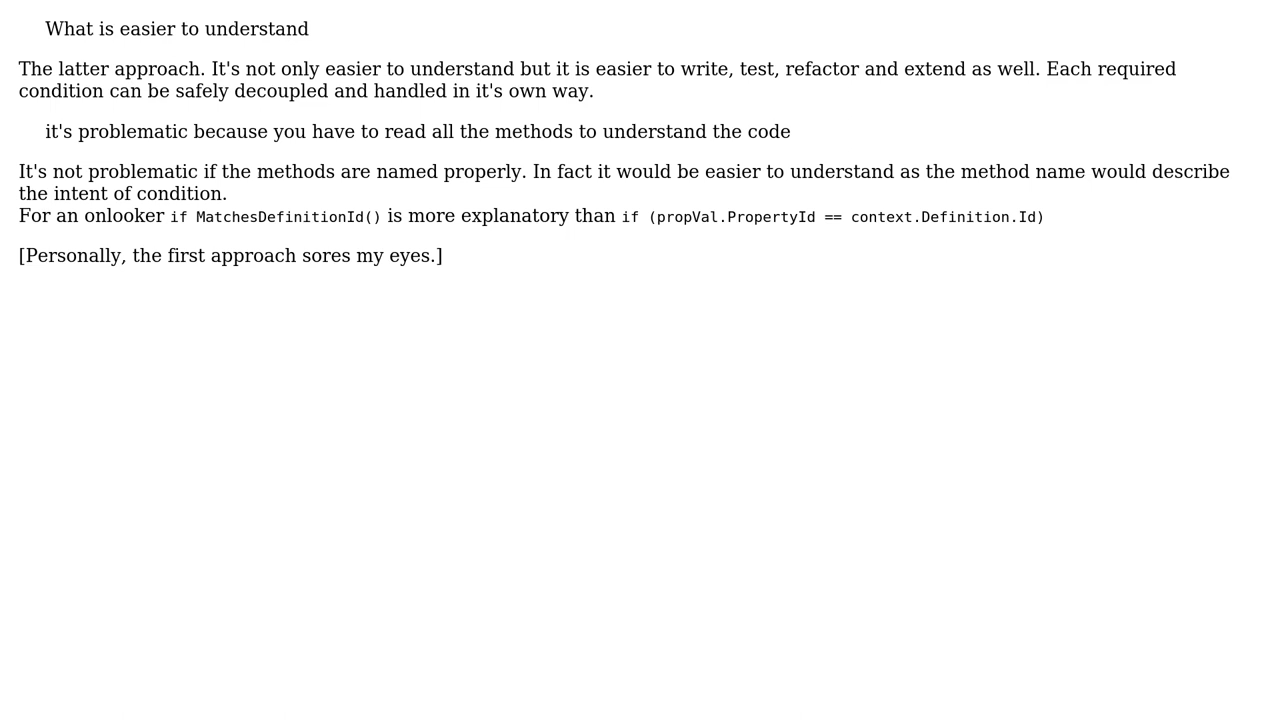 What is easier to understand
The latter approach. It's not only easier to understand but it is easier to write, test, refactor and extend as well. Each required
condition can be safely decoupled and handled in it's own way.
it's problematic because you have to read all the methods to understand the code
It's not problematic if the methods are named properly. In fact it would be easier to understand as the method name would describe
the intent of condition.
For an onlooker if MatchesDefinitionId() is more explanatory than if (propVal.PropertyId == context.Definition.Id)
[Personally, the first approach sores my eyes.]